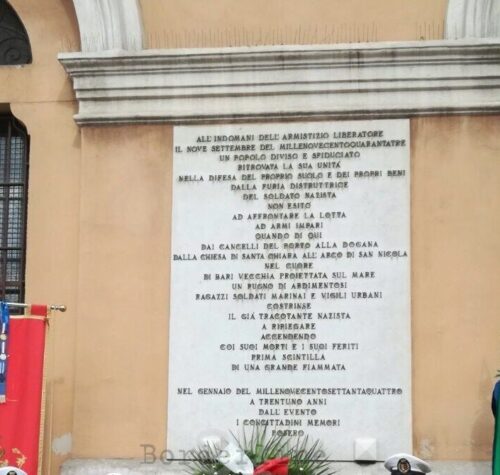 ALL'INDOMANI DELL'ARMISTIZIO LIBERATORE
IL NOVE SETTEMBRE DEL MILLENOVECENTOQUARANTATRE
UN POPOLO DIVISO E SFIDUCIATO
RITROVATA LA SUA UNITÀ
NELLA DIFESA DEL PROPRIO SUOLO E DEI PROPRI BENI
DALLA FURIA DISTRUTTRICE
DEL SOLDATO NAZISTA
NON ESITÒ
AD AFFRONTARE LA LOTTA
AD ARMI IMPARI
QUANDO DI QUI
DAI CANCELLI DEL PORTO ALLA DOGANA
DALLA CHIESA DI SANTA CHIARA ALL'ARCO DI SAN NICOLA
NEL CUORE
DI BARI VECCHIA PROIETTATA SUL MARE
UN PUGNO DI ARDIMENTOSI
RAGAZZI SOLDATI MARINAI E VIGILI URBANI
COSTRINSE
IL GIÀ TRACOTANTE NAZISTA
A RIPIEGARE
ACCENDENDO
COI SUOI MORTI E I SUOI FERITI
PRIMA SCINTILLA
DI UNA GRANDE FIAMMATA
NEL GENNAIO DEL MILLENOVECENTOSETTANTAQUATTRO
A TRENTUNO ANNI
DALL'EVENTO
I CONCITTADINI MEMORI
POSERO